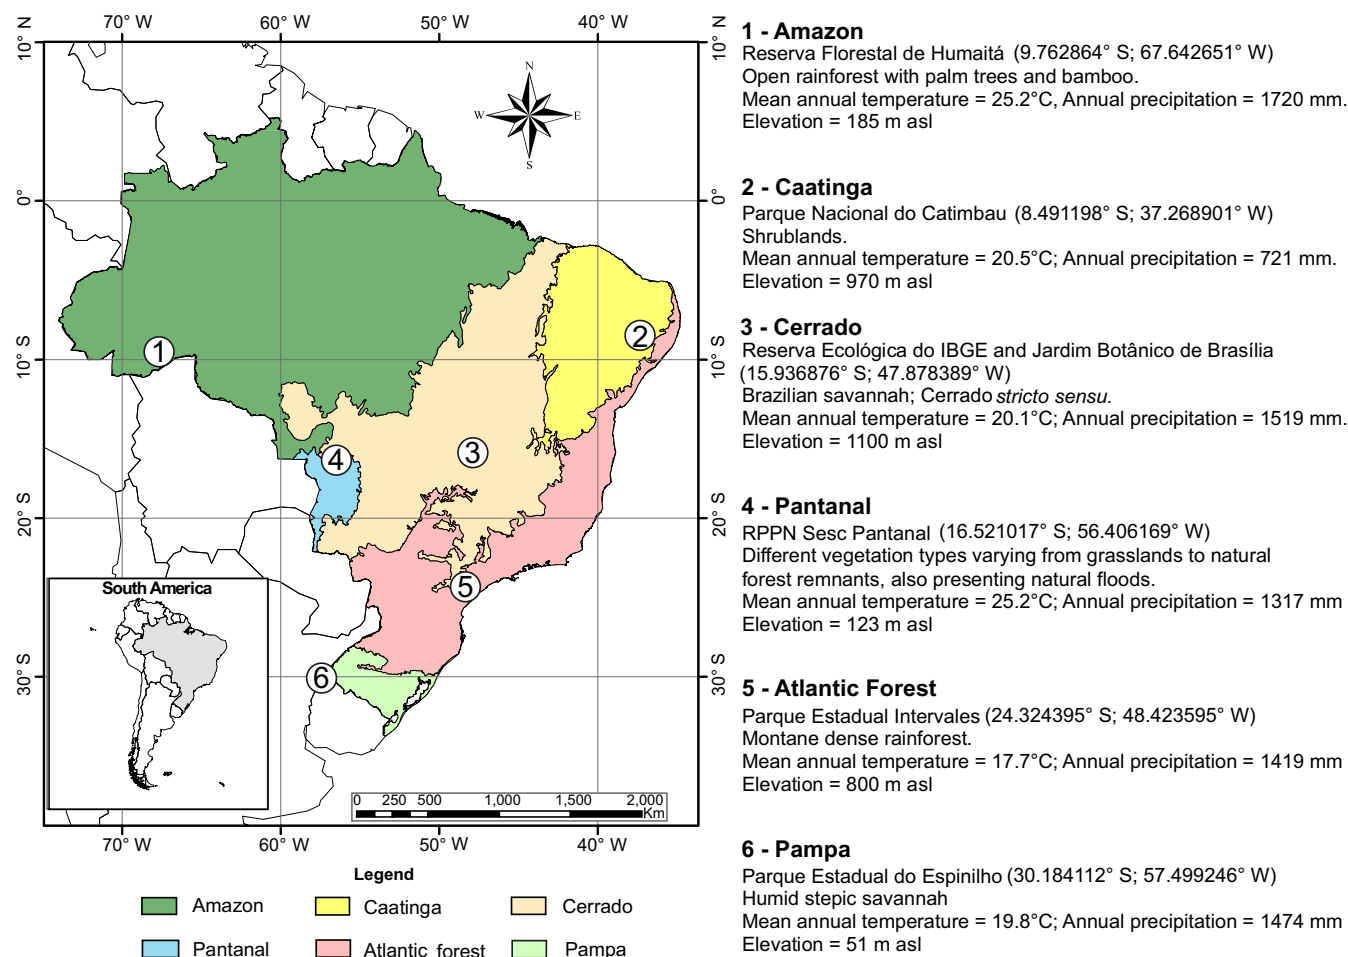 70° W 60° W 50° W 40° W
10° N
10° N
0°
0°
10° S
10° S
20° S
20° S
30° S
30° S
N
W E
S
1
2
3
4
5
6
South America
0 250 500 1,000 1,500 2,000
Km
70° W 60° W 50° W 40° W
Legend
Amazon Caatinga Cerrado
Pantanal Atlantic forest Pampa
1 - Amazon
Reserva Florestal de Humaitá (9.762864° S; 67.642651° W)
Open rainforest with palm trees and bamboo.
Mean annual temperature = 25.2°C, Annual precipitation = 1720 mm.
Elevation = 185 m asl
2 - Caatinga
Parque Nacional do Catimbau (8.491198° S; 37.268901° W)
Shrublands.
Mean annual temperature = 20.5°C; Annual precipitation = 721 mm.
Elevation = 970 m asl
3 - Cerrado
Reserva Ecológica do IBGE and Jardim Botânico de Brasília
(15.936876° S; 47.878389° W)
Brazilian savannah; Cerrado stricto sensu.
Mean annual temperature = 20.1°C; Annual precipitation = 1519 mm.
Elevation = 1100 m asl
4 - Pantanal
RPPN Sesc Pantanal (16.521017° S; 56.406169° W)
Different vegetation types varying from grasslands to natural
forest remnants, also presenting natural floods.
Mean annual temperature = 25.2°C; Annual precipitation = 1317 mm
Elevation = 123 m asl
5 - Atlantic Forest
Parque Estadual Intervales (24.324395° S; 48.423595° W)
Montane dense rainforest.
Mean annual temperature = 17.7°C; Annual precipitation = 1419 mm
Elevation = 800 m asl
6 - Pampa
Parque Estadual do Espinilho (30.184112° S; 57.499246° W)
Humid stepic savannah
Mean annual temperature = 19.8°C; Annual precipitation = 1474 mm
Elevation = 51 m asl